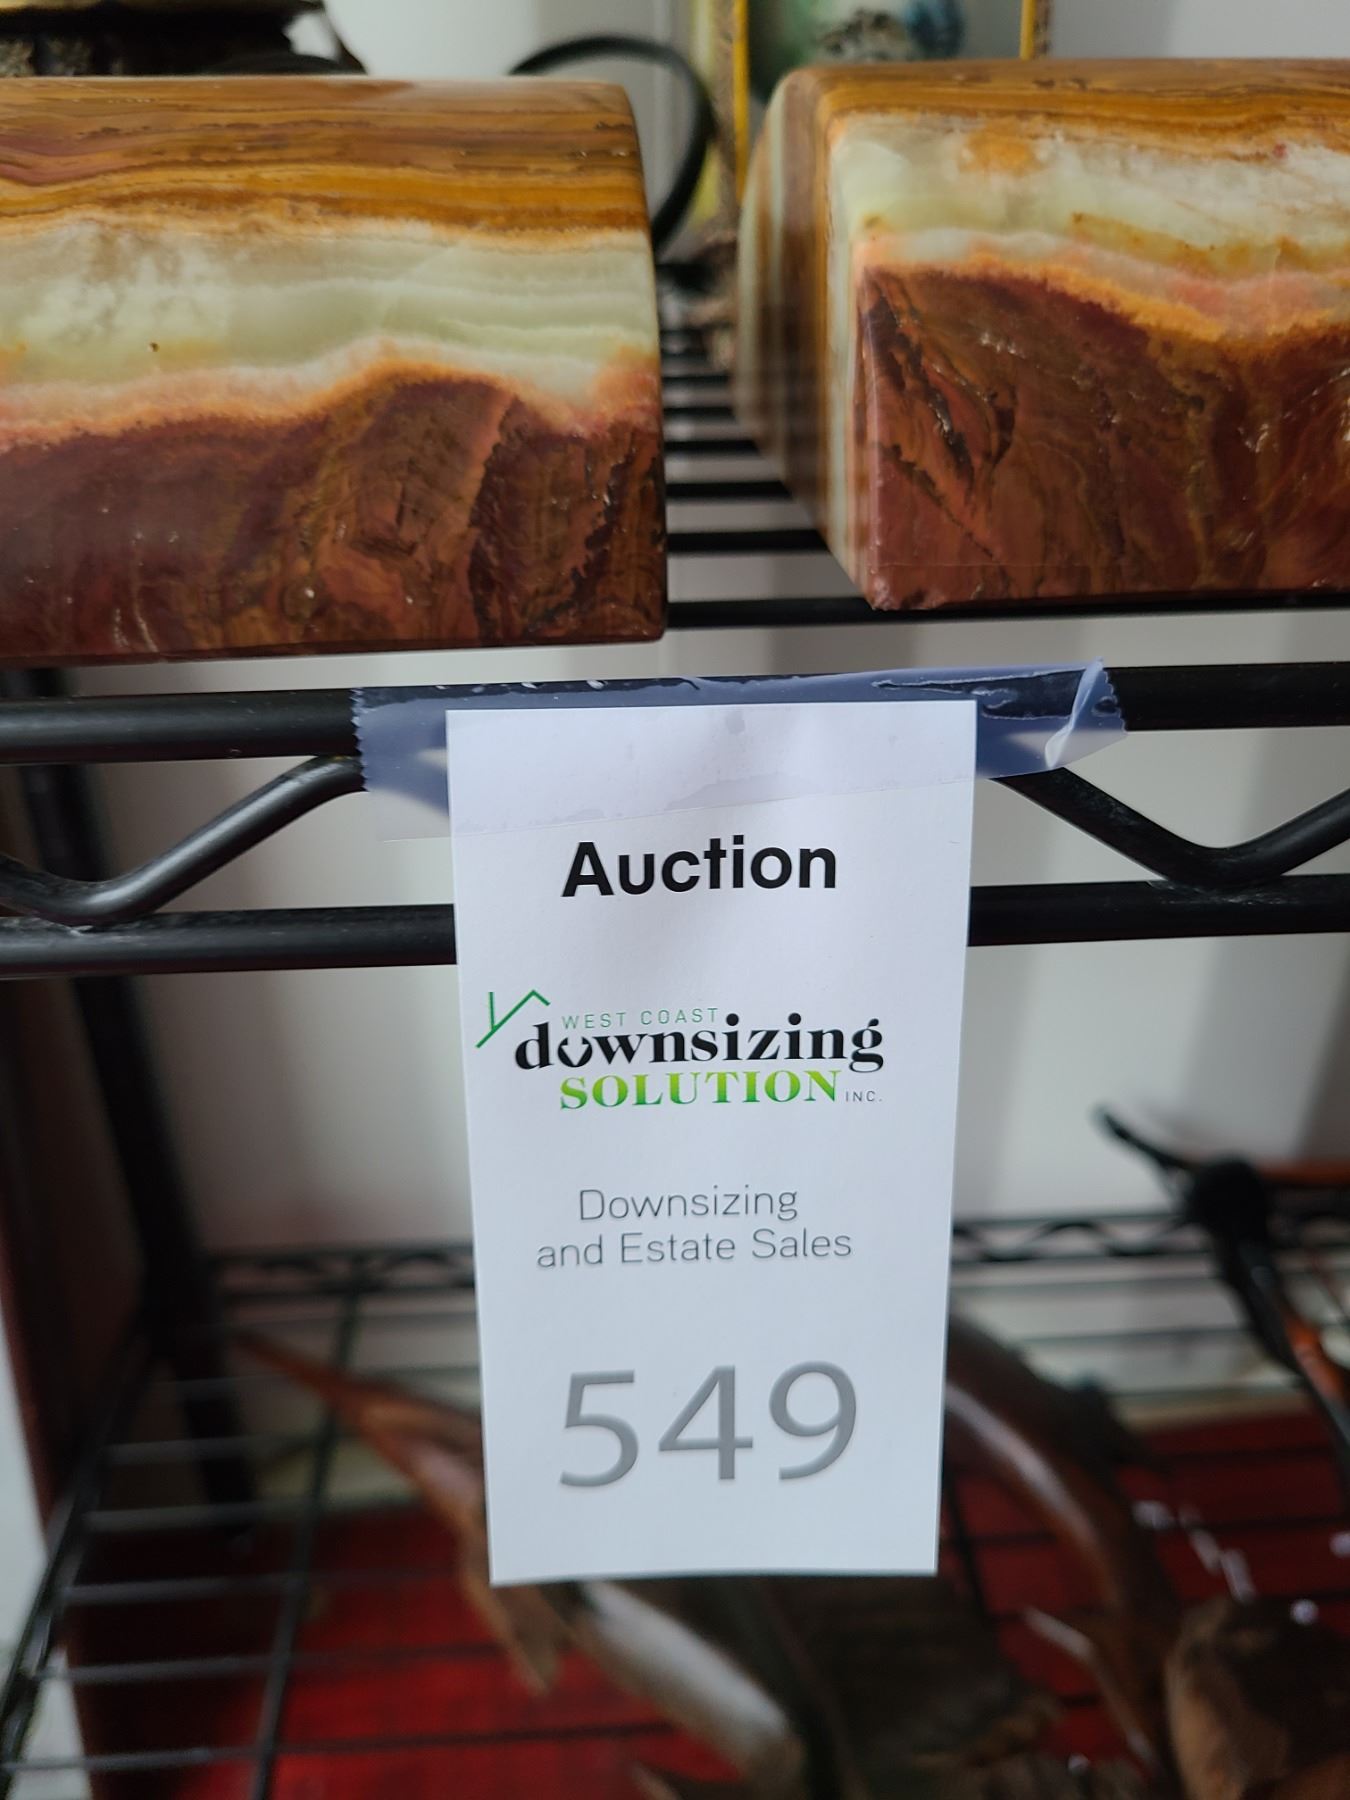 Auction
WEST COAST
downsizing
SOLUTION INC.
Downsizing
and Estate Sales
549